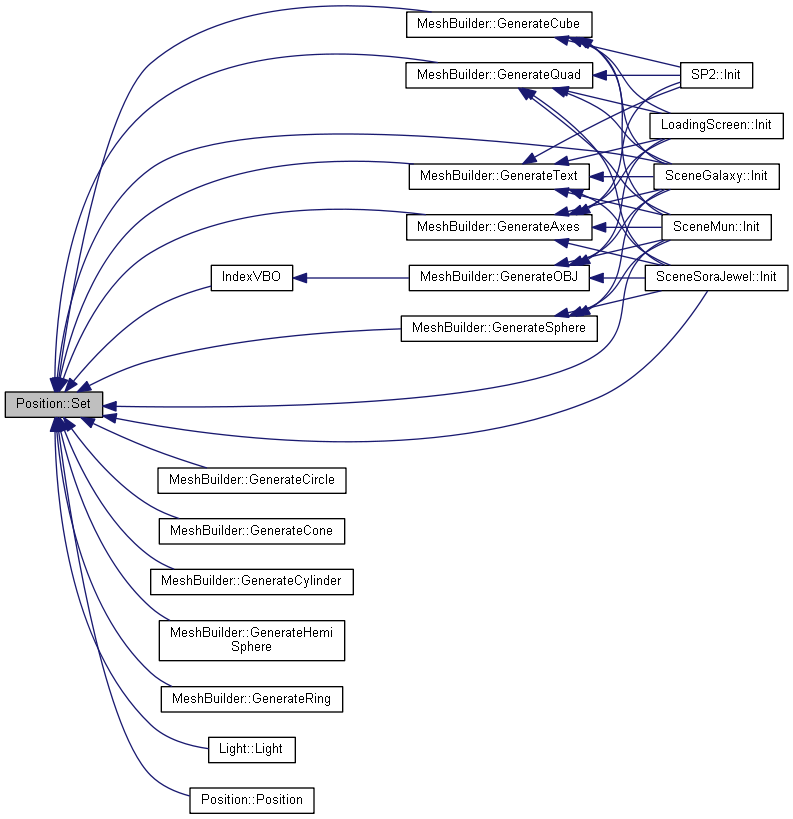 MeshBuilder::GenerateCube
MeshBuilder::GenerateQuad
SP2::Init
LoadingScreen::Init
MeshBuilder::GenerateText
SceneGalaxy::Init
MeshBuilder::GenerateAxes
SceneMun::Init
IndexVBO
MeshBuilder::GenerateOBJ
SceneSoraJewel::Init
MeshBuilder::GenerateSphere
Position::Set
MeshBuilder::GenerateCircle
MeshBuilder::GenerateCone
MeshBuilder::GenerateCylinder
MeshBuilder::GenerateHemi
Sphere
MeshBuilder::GenerateRing
Light::Light
Position::Position